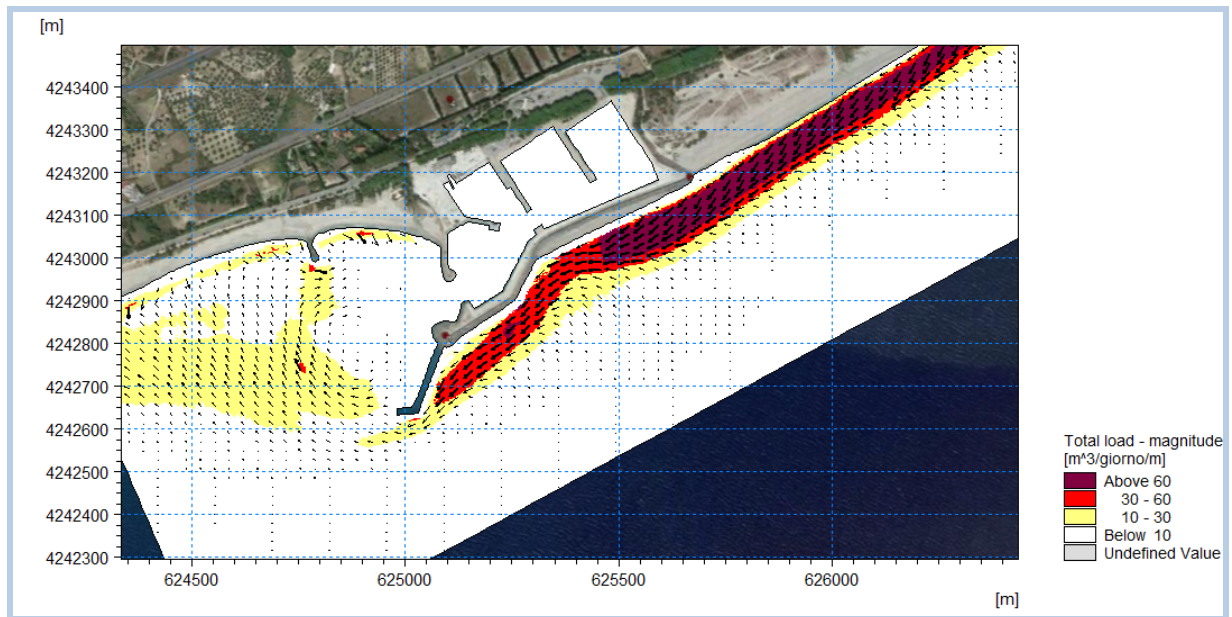 [m]
4243400
4243300
4243200
4243100
4243000
4242900
4242800
4242700
4242600
4242500
4242400
4242300
624500 625000 625500 626000
[m]
Total load - magnitude
[m^3/giorno/m]
Above 60
30 - 60
10 - 30
Below 10
Undefined Value